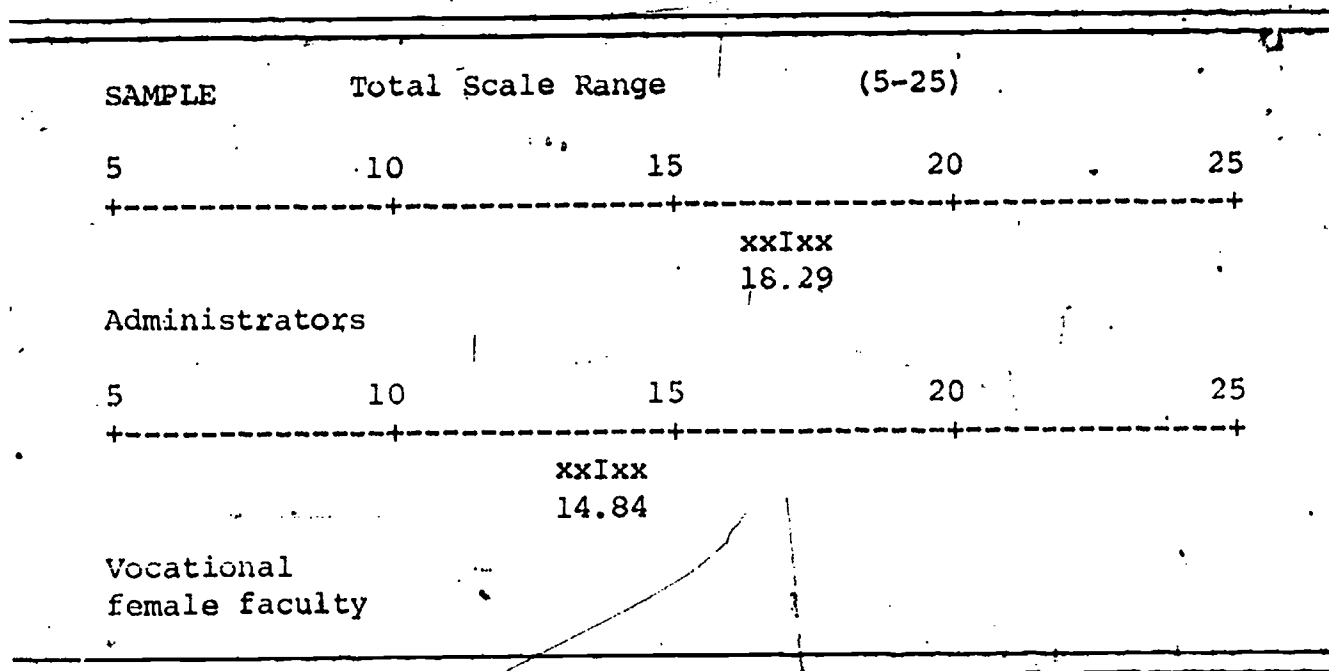 SAMPLE Total Scale Range (5-25)
5 10 15 20 25
+---------+---------+---------+---------+
xxIxx
18.29
Administrators
5 10 15 20 25
+---------+---------+---------+---------+
xxIxx
14.84
Vocational
female faculty